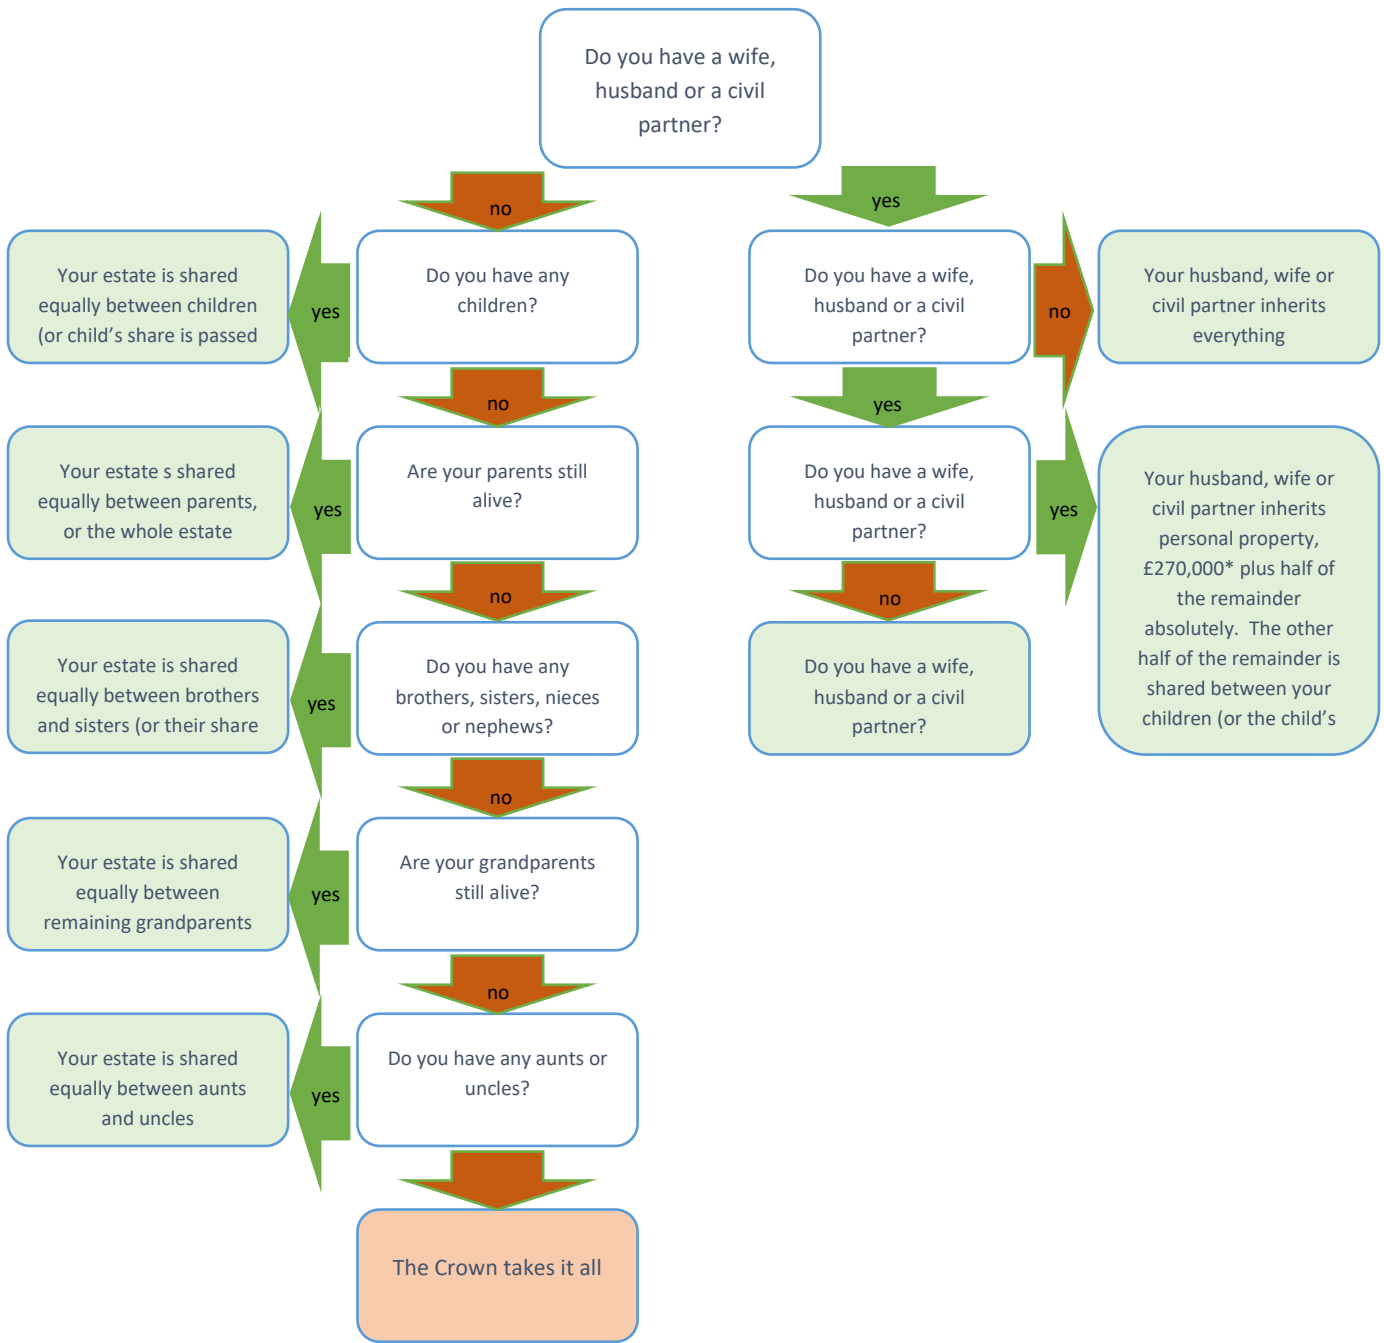 Do you have a wife,
husband or a civil
partner?
no
yes
Your estate is shared
equally between children
(or child's share is passed
yes
Do you have any
children?
Do you have a wife,
husband or a civil
partner?
no
Your husband, wife or
civil partner inherits
everything
no
yes
Your estate s shared
equally between parents,
or the whole estate
yes
Are your parents still
alive?
Do you have a wife,
husband or a civil
partner?
yes
Your husband, wife or
civil partner inherits
personal property,
£270,000* plus half of
the remainder
absolutely. The other
half of the remainder is
shared between your
children (or the child's
no
no
Your estate is shared
equally between brothers
and sisters (or their share
yes
Do you have any
brothers, sisters, nieces
or nephews?
Do you have a wife,
husband or a civil
partner?
no
Your estate is shared
equally between
remaining grandparents
yes
Are your grandparents
still alive?
no
Your estate is shared
equally between aunts
and uncles
yes
Do you have any aunts or
uncles?
The Crown takes it all